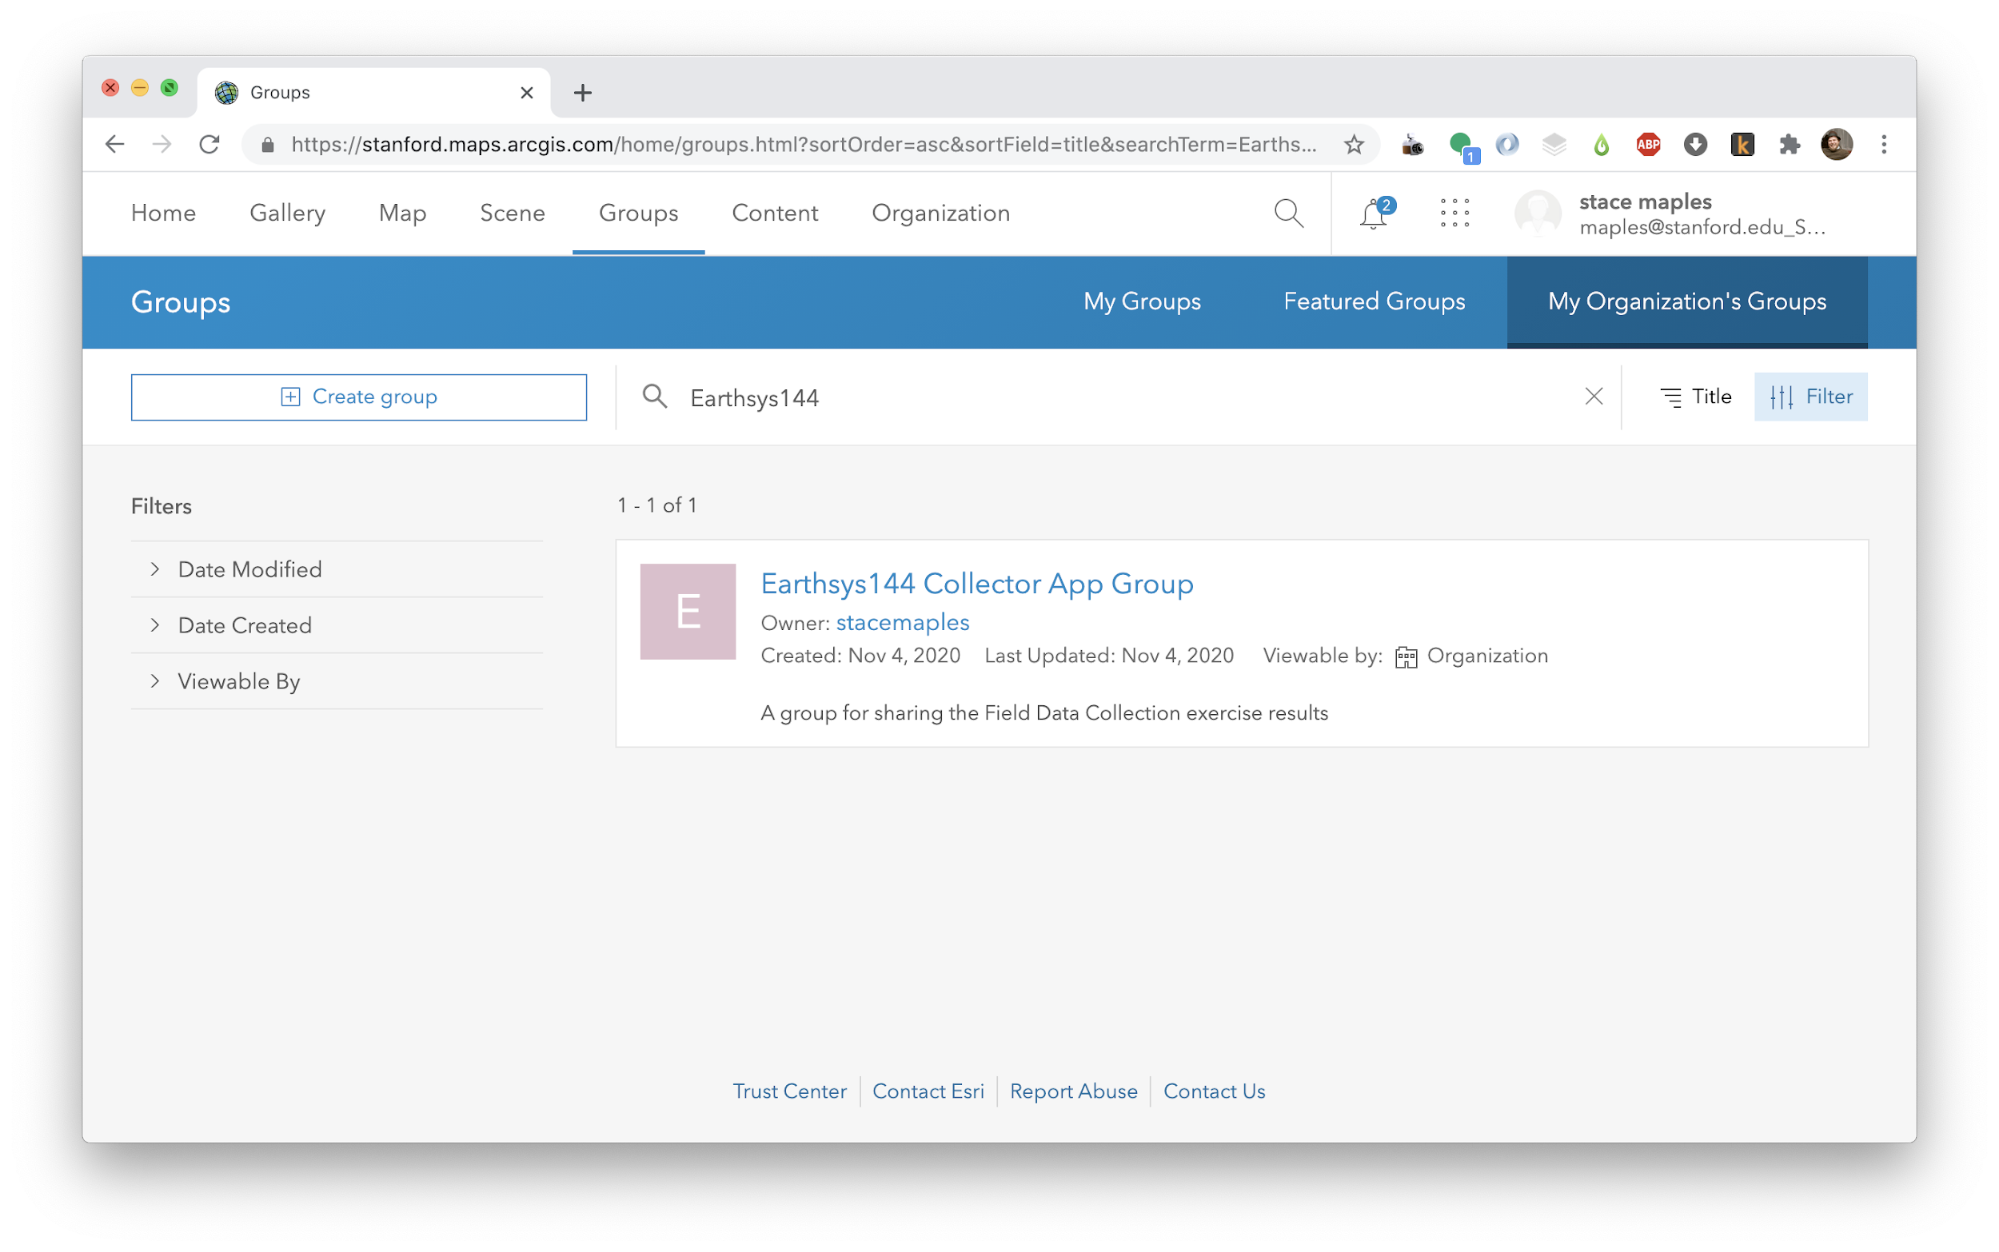 Groups
https://stanford.maps.arcgis.com/home/groups.html?sortOrder=asc&sortField=title&searchTerm=Earths...
1
ABP
k
Home Gallery Map Scene Groups Content Organization
2
stace maples
maples@stanford.edu_S...
Groups My Groups Featured Groups My Organization's Groups
Create group
Earthsys144
Title
Filter
Filters
Date Modified
Date Created
Viewable By
1 - 1 of 1
E
Earthsys144 Collector App Group
Owner: stacemaples
Created: Nov 4, 2020 Last Updated: Nov 4, 2020 Viewable by: Organization
A group for sharing the Field Data Collection exercise results
Trust Center Contact Esri Report Abuse Contact Us